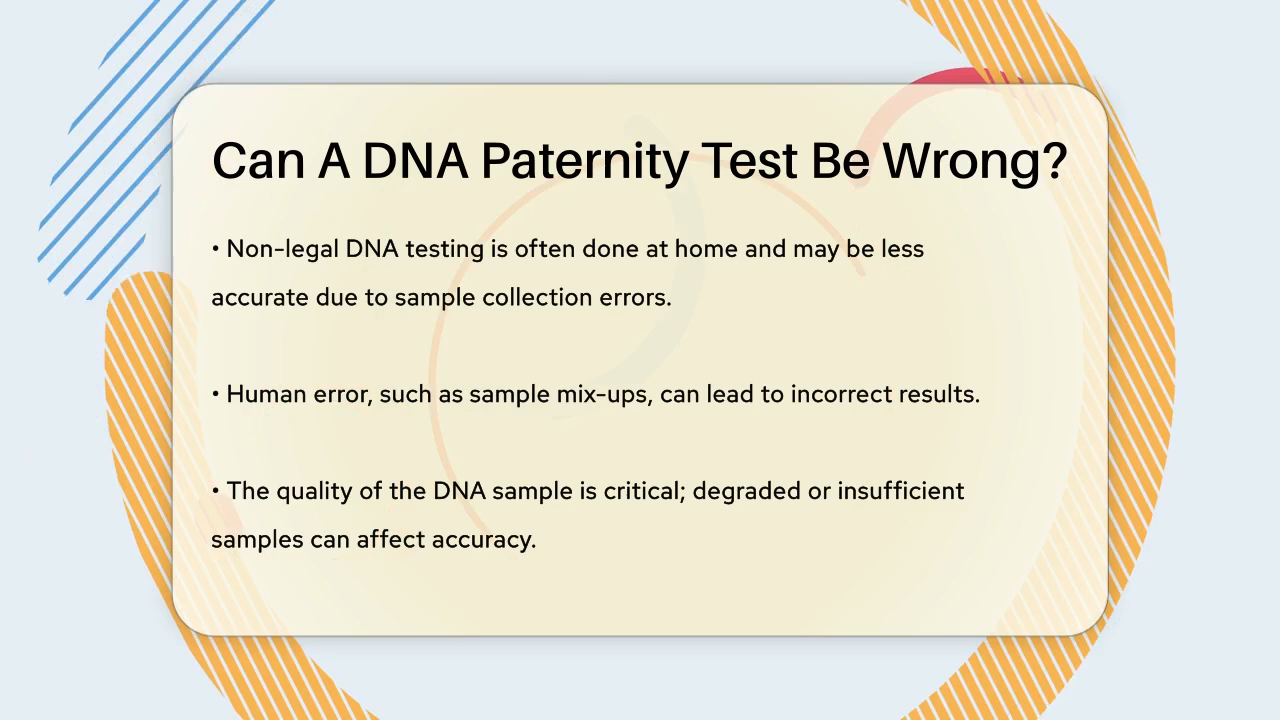 Can A DNA Paternity Test Be Wrong?
• Non-legal DNA testing is often done at home and may be less
accurate due to sample collection errors.
• Human error, such as sample mix-ups, can lead to incorrect results.
• The quality of the DNA sample is critical; degraded or insufficient
samples can affect accuracy.